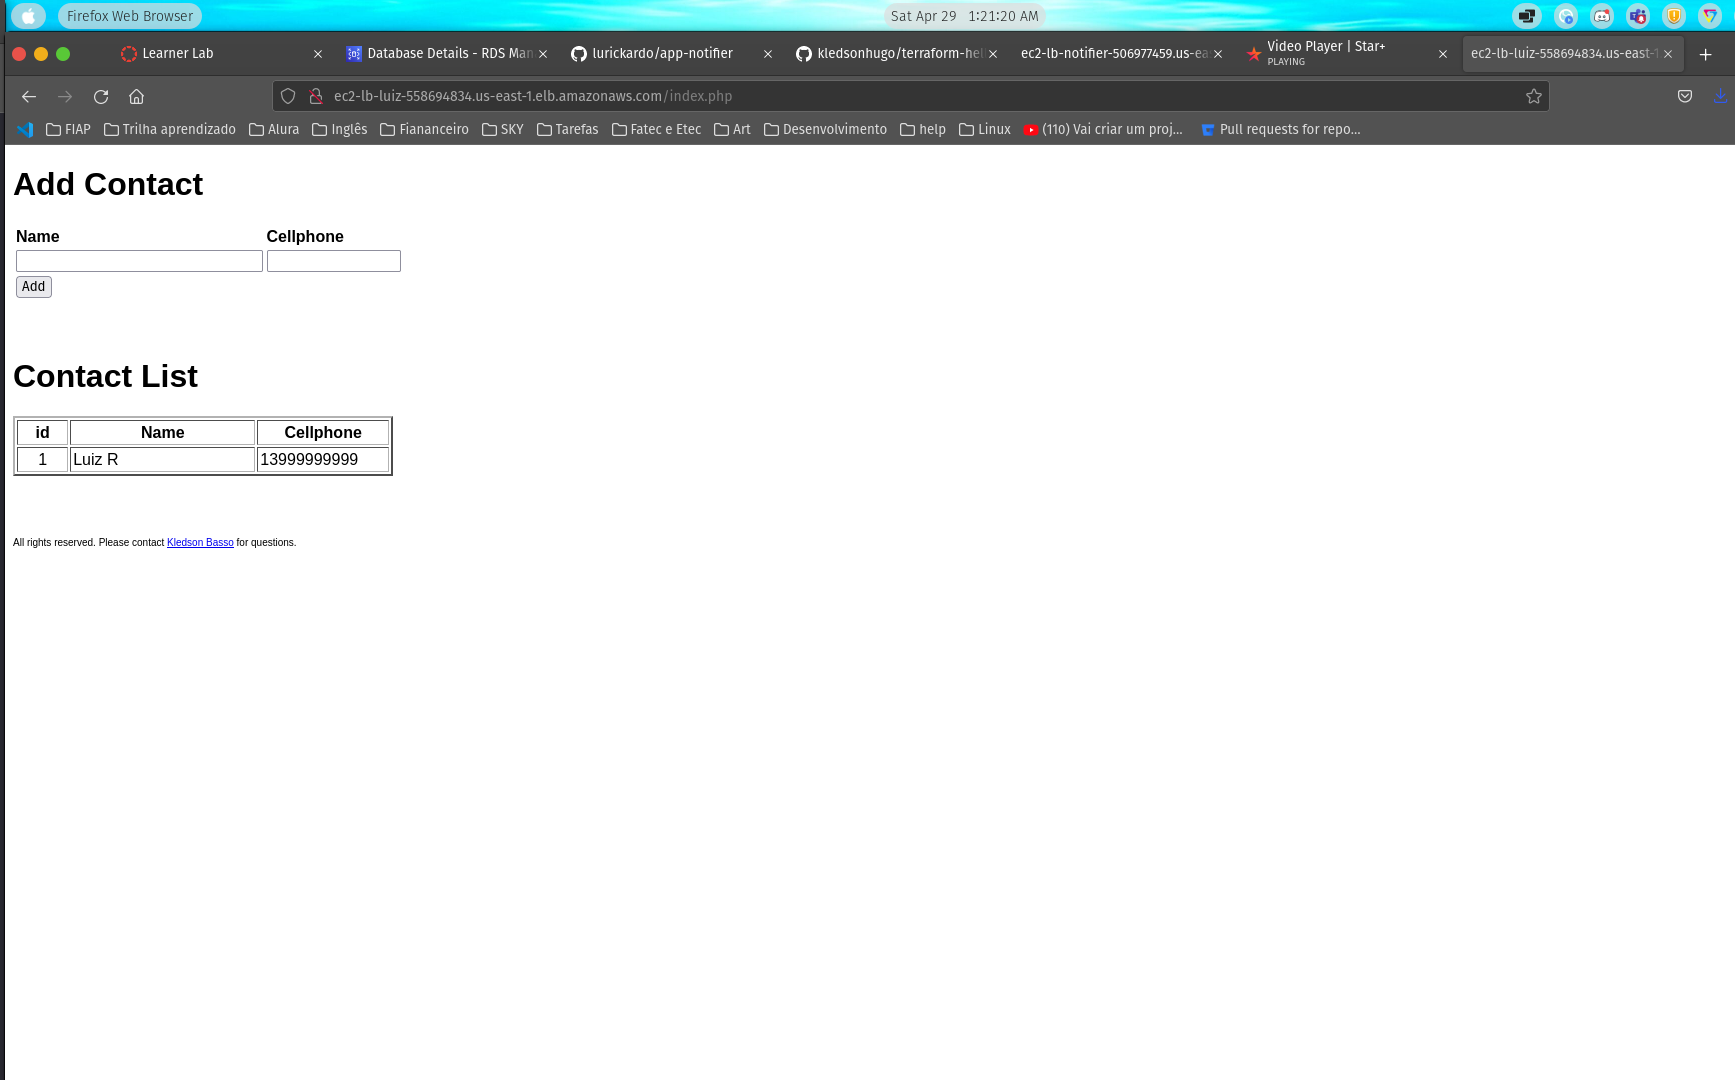 Firefox Web Browser
Sat Apr 29 1:21:20 AM
Learner Lab
Database Details - RDS Man
lurickardo/app-notifier
kledsonhugo/terraform-hel
ec2-lb-notifier-506977459.us-ea
Video Player | Star+
PLAYING
ec2-lb-luiz-558694834.us-east-1
ec2-lb-luiz-558694834.us-east-1.elb.amazonaws.com/index.php
FIAP
Trilha aprendizado
Alura
Inglês
Fiananceiro
SKY
Tarefas
Fatec e Etec
Art
Desenvolvimento
help
Linux
(110) Vai criar um proj...
Pull requests for repo...
Add Contact
Name Cellphone
Add
Contact List
id Name Cellphone
1 Luiz R 13999999999
All rights reserved. Please contact Kledson Basso for questions.